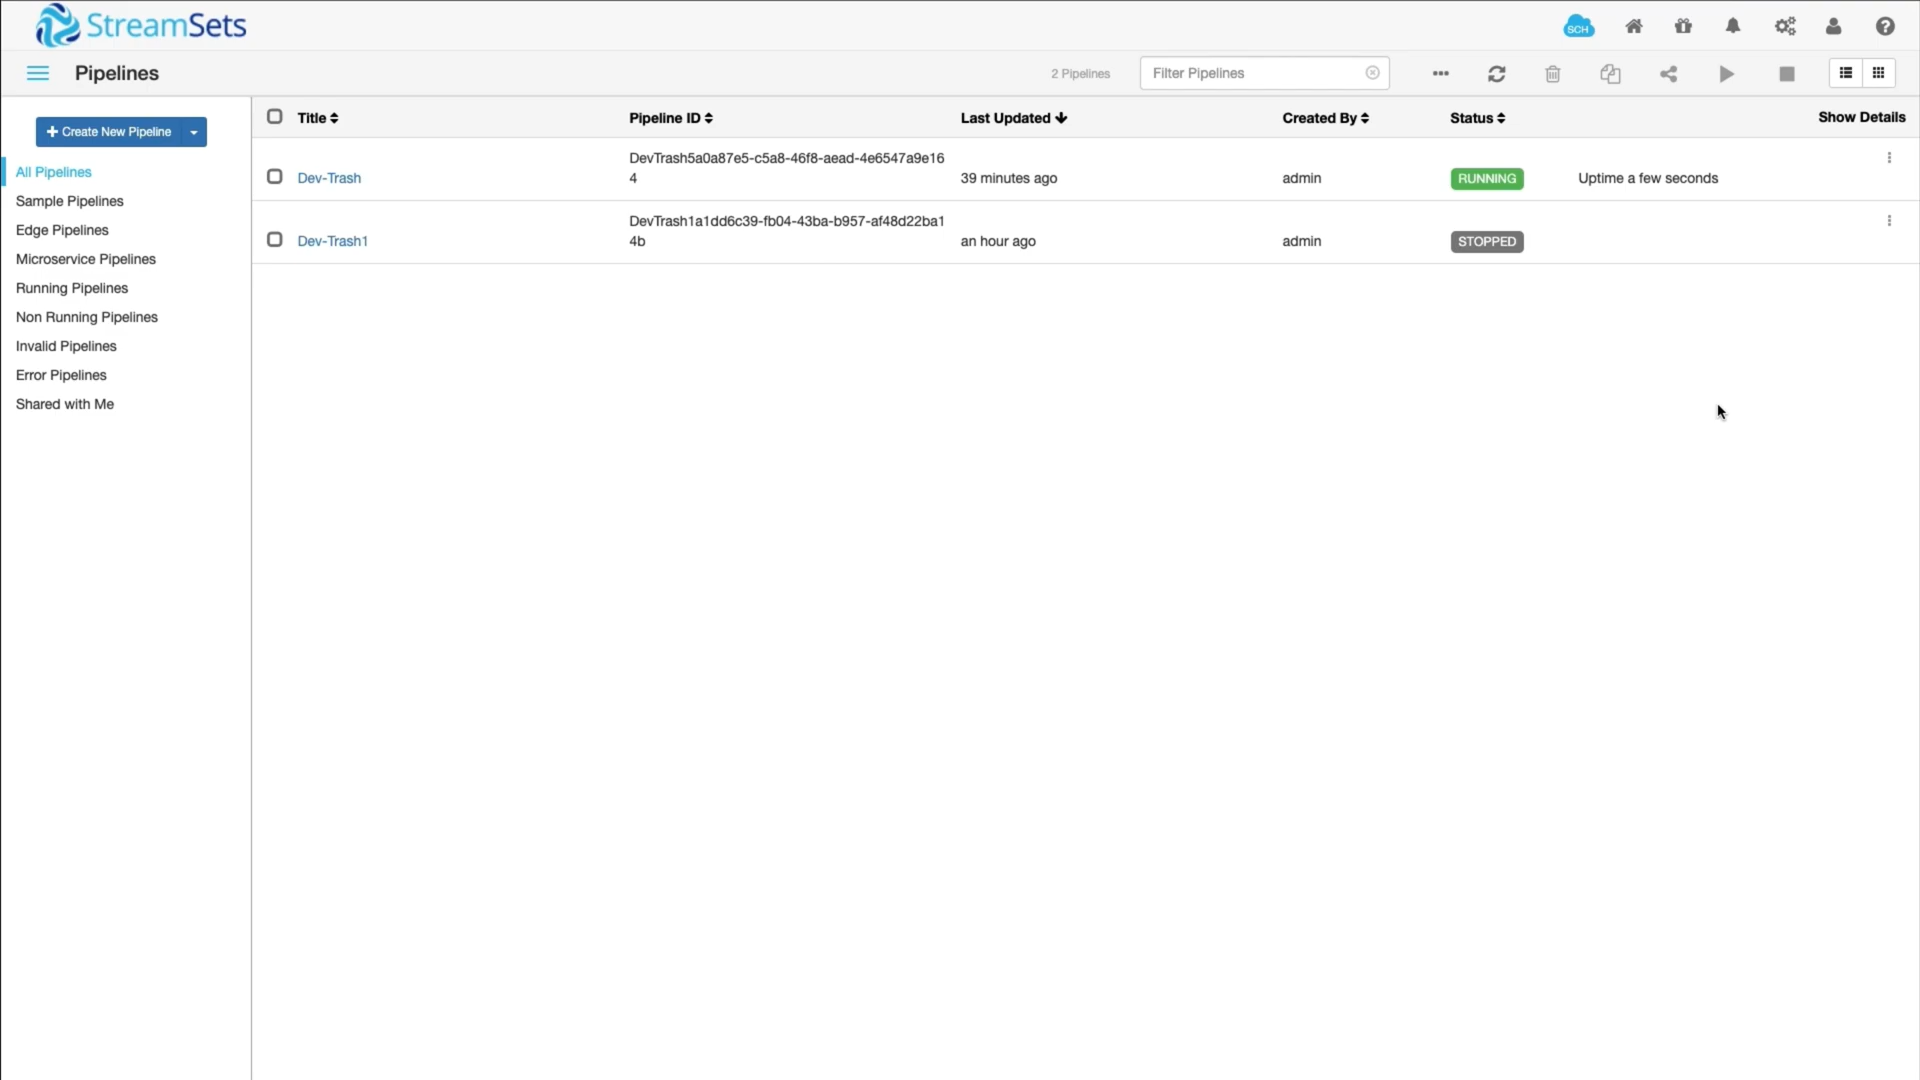 StreamSets
SCH
Pipelines
2 Pipelines
Filter Pipelines
Create New Pipeline
All Pipelines
Sample Pipelines
Edge Pipelines
Microservice Pipelines
Running Pipelines
Non Running Pipelines
Invalid Pipelines
Error Pipelines
Shared with Me
Title Pipeline ID Last Updated Created By Status Show Details
DevTrash5a0a87e5-c5a8-46f8-aead-4e6547a9e16
Dev-Trash 4 39 minutes ago admin RUNNING Uptime a few seconds
DevTrash1a1dd6c39-fb04-43ba-b957-af48d22ba1
Dev-Trash1 4b an hour ago admin STOPPED